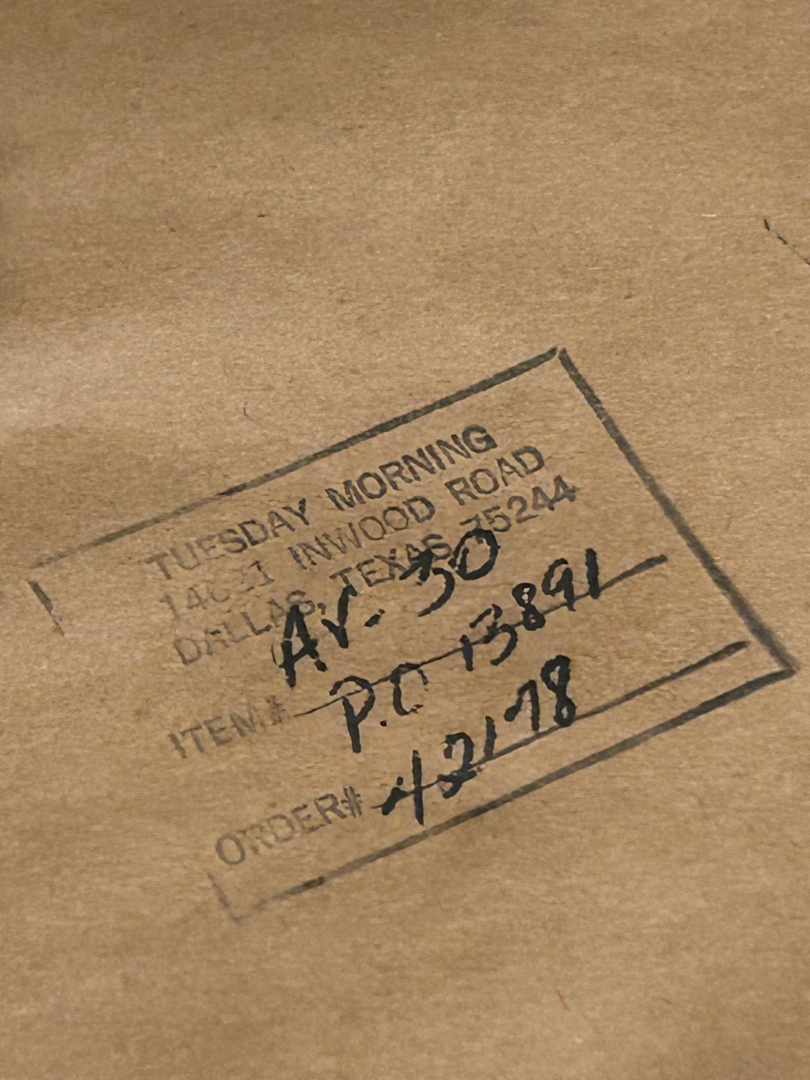 TUESDAY MORNING
INWOOD ROAD
DALLAS, TEXAS 75244
AV. 30
ITEM# P.O 13891
ORDER# 42178